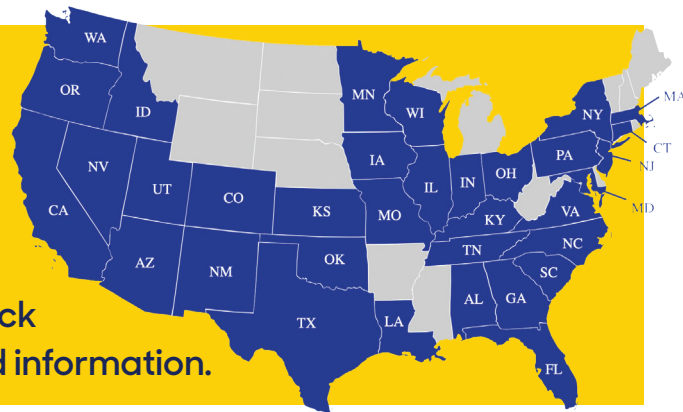 WA
OR
ID
MN
WI
NY
MA
CT
NJ
PA
MD
NV
UT
CO
CA
IA
IL
IN
OH
KS
MO
KY
VA
AZ
NM
OK
TN
NC
SC
TX
LA
AL
GA
FL
ck
d information.